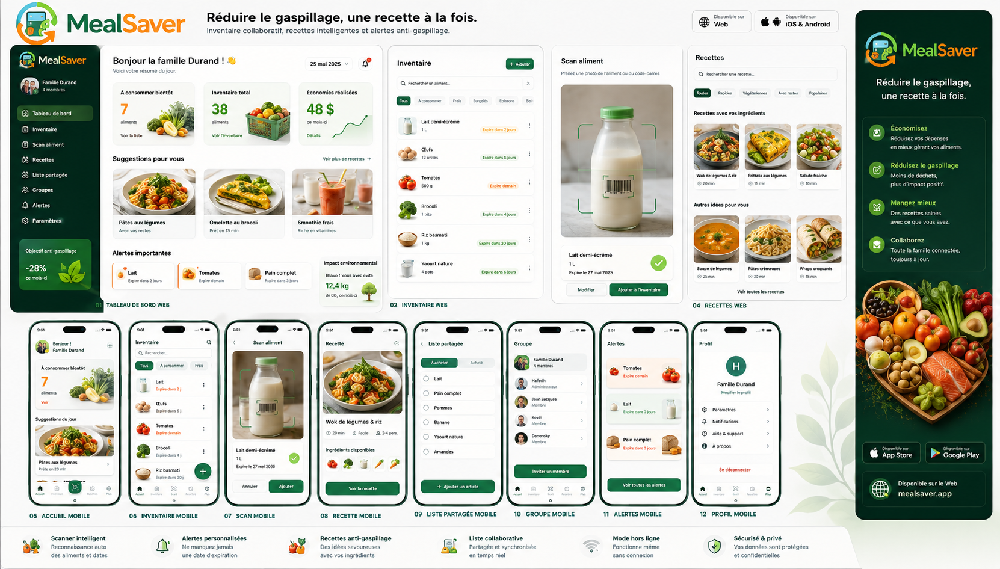 MealSaver
Réduire le gaspillage, une recette à la fois.
Inventaire collaboratif, recettes intelligentes et alertes anti-gaspillage.
Disponible sur
Web
Disponible sur
iOS & Android
MealSaver
Famille Durand
4 membres
Tableau de bord
Inventaire
Scan aliment
Recettes
Liste partagée
Groupes
Alertes
Paramètres
Objectif anti-gaspillage
-28%
ce mois-ci
Bonjour la famille Durand !
Voici votre résumé du jour.
25 mai 2025
À consommer bientôt
7
aliments
Voir la liste
Inventaire total
38
aliments
Voir l'inventaire
Économies réalisées
48 $
ce mois-ci
Détails
Suggestions pour vous
Voir plus de recettes →
Pâtes aux légumes
Avec vos restes
Omelette au brocoli
Prêt en 15 min
Smoothie frais
Riche en vitamines
Alertes importantes
Lait
Expire dans 2 jours
Tomates
Expire demain
Pain complet
Expire dans 3 jours
Impact environnemental
Bravo ! Vous avez évité
12,4 kg
de CO₂ ce mois-ci
01 TABLEAU DE BORD WEB
Inventaire
+ Ajouter
Rechercher un aliment...
Tous
À consommer
Frais
Surgelés
Epissons
Boi
Lait demi-écrémé
1 L
Expire dans 2 jours
Œufs
12 unités
Expire dans 5 jours
Tomates
500 g
Expire demain
Brocoli
1 tête
Expire dans 4 jours
Riz basmati
1 kg
Expire dans 30 jours
Yaourt nature
4 pots
Expire dans 6 jours
02 INVENTAIRE WEB
Scan aliment
Prenez une photo de l'aliment ou du code-barres
Lait demi-écrémé
1 L
Expire le 27 mai 2025
Modifier
Ajouter à l'inventaire
Recettes
Rechercher une recette...
Toutes
Rapides
Végétariennes
Avec restes
Populaires
Recettes avec vos ingrédients
Wok de légumes & riz
20 min
Frittata aux légumes
15 min
Salade fraîche
10 min
Autres idées pour vous
Soupe de légumes
25 min
Pâtes crémeuses
20 min
Wraps croquants
15 min
Voir toutes les recettes
04 RECETTES WEB
9:81
Bonjour !
Famille Durand
À consommer bientôt
7
aliments
Voir
Suggestions du jour
Pâtes aux légumes
Prête en 20 min
Accueil
Plus
05 ACCUEIL MOBILE
9:81
Inventaire
Rechercher...
Tous
À consommer
Frais
Lait
Expire dans 2 j
Œufs
Expire dans 5 j
Tomates
Expire demain
Brocoli
Expire dans 4 j
Riz basmati
Expire dans 30 j
+
Accueil
Plus
06 INVENTAIRE MOBILE
9:81
Scan aliment
Lait demi-écrémé
1 L
Expire le 27 mai 2025
Annuler
Ajouter
07 SCAN MOBILE
9:81
Recette
Wok de légumes & riz
20 min
Facile
2-4 pers.
Ingrédients disponibles
Voir la recette
08 RECETTE MOBILE
9:81
Liste partagée
À acheter
Acheté
Lait
Pain complet
Pommes
Banane
Yaourt nature
Amandes
+ Ajouter un article
09 LISTE PARTAGÉE MOBILE
9:81
Groupe
Famille Durand
4 membres
Hafedh
Administrateur
Jean Jacques
Membre
Kevin
Membre
Danensky
Membre
Inviter un membre
Accueil
Plus
10 GROUPE MOBILE
9:81
Alertes
Tomates
Expire demain
Lait
Expire dans 2 jours
Pain complet
Expire dans 3 jours
Voir toutes les alertes
11 ALERTES MOBILE
9:81
Profil
H
Famille Durand
Modifier le profil
Paramètres
Notifications
Aide & support
À propos
Se déconnecter
Accueil
Plus
12 PROFIL MOBILE
MealSaver
Réduire le gaspillage,
une recette à la fois.
Économisez
Réduisez vos dépenses
en mieux gérant vos aliments.
Réduisez le gaspillage
Moins de déchets,
plus d'impact positif.
Mangez mieux
Des recettes saines
avec ce que vous avez.
Collaborez
Toute la famille connectée,
toujours à jour.
Disponible sur
App Store
Disponible sur
Google Play
Disponible sur le Web
mealsaver.app
Scanner intelligent
Reconnaissance auto
des aliments et dates
Alertes personnalisées
Ne manquez jamais
une date d'expiration
Recettes anti-gaspillage
Des idées savoureuses
avec vos ingrédients
Liste collaborative
Partagée et synchronisée
en temps réel
Mode hors ligne
Fonctionne même
sans connexion
Sécurisé & privé
Vos données sont protégées
et confidentielles